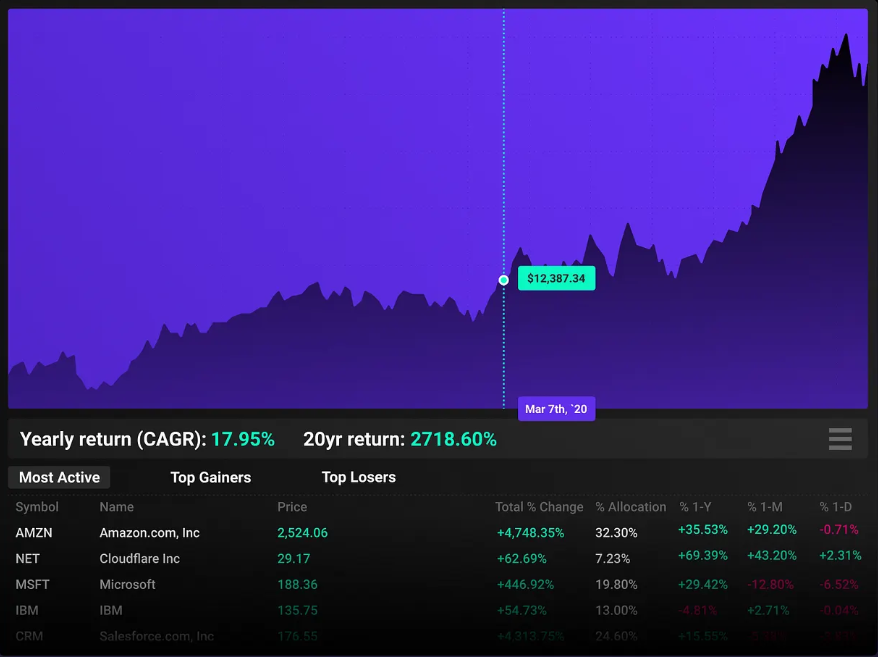 $12,387.34
Mar 7th, `20
Yearly return (CAGR): 17.95% 20yr return: 2718.60%
Most Active Top Gainers Top Losers
Symbol Name Price Total % Change % Allocation % 1-Y % 1-M % 1-D
AMZN Amazon.com, Inc 2,524.06 +4,748.35% 32.30% +35.53% +29.20% -0.71%
NET Cloudflare Inc 29.17 +62.69% 7.23% +69.39% +43.20% +2.31%
MSFT Microsoft 188.36 +446.92% 19.80% +29.42% -12.80% -6.52%
IBM IBM 135.75 +54.73% 13.00% -4.81% +2.71% -0.04%
CRM Salesforce.com, Inc 176.55 +4,313.75% 24.60% +15.55%